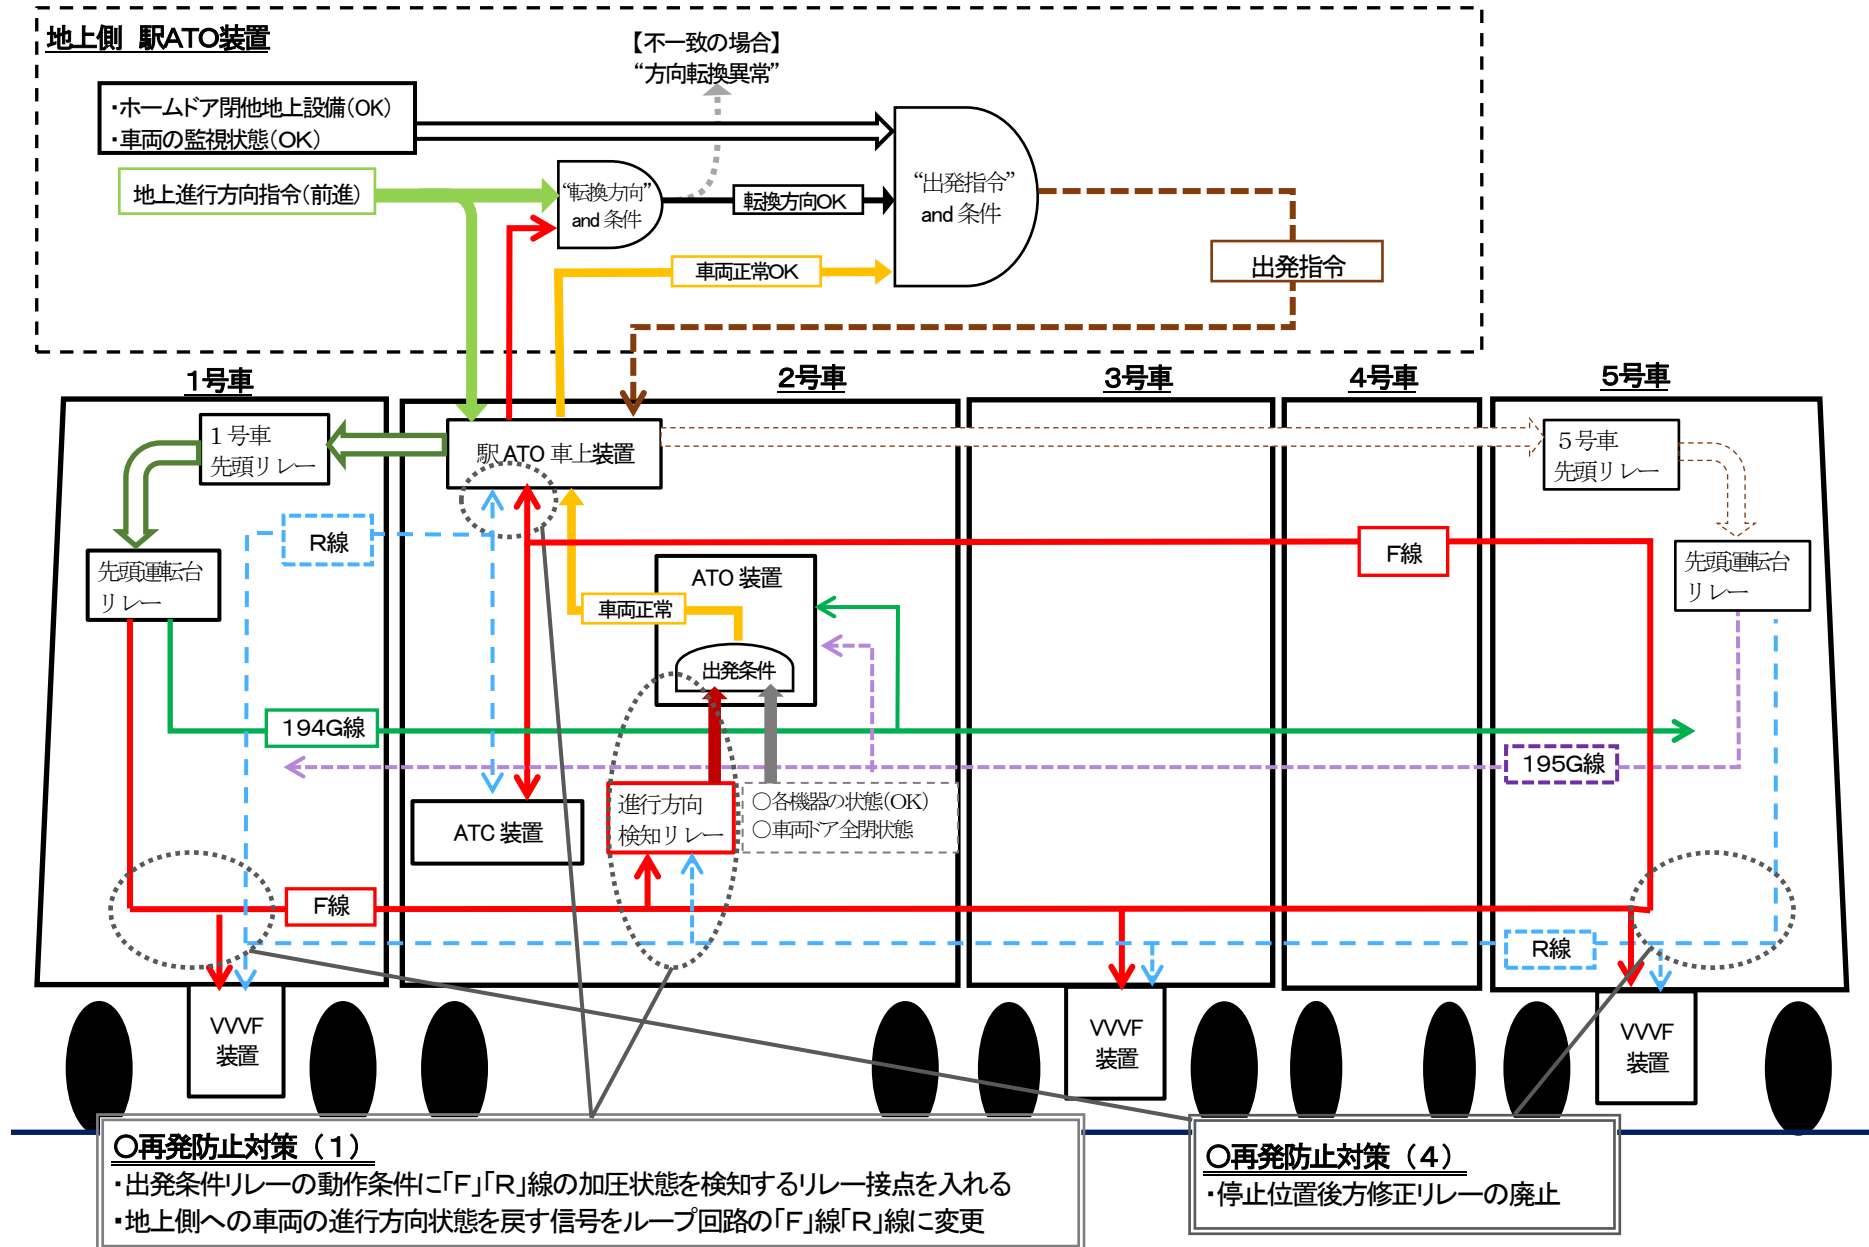 地上側　駅ATO装置
【不一致の場合】
“方向転換異常”
・ホームドア閉他地上設備(OK)
・車両の監視状態(OK)
地上進行方向指令(前進)
“転換方向”
and 条件
転換方向OK
“出発指令”
and 条件
車両正常OK
出発指令
1号車
2号車
3号車
4号車
5号車
1号車
先頭リレー
駅ATO 車上装置
5号車
先頭リレー
R線
F線
先頭運転台
リレー
ATO 装置
先頭運転台
リレー
車両正常
出発条件
194G線
195G線
進行方向
検知リレー
○各機器の状態(OK)
○車両ドア全閉状態
ATC 装置
F線
R線
VVVF
装置
VVVF
装置
VVVF
装置
○再発防止対策（1）
・出発条件リレーの動作条件に「F」「R」線の加圧状態を検知するリレー接点を入れる
・地上側への車両の進行方向状態を戻す信号をループ回路の「F」線「R」線に変更
○再発防止対策（4）
・停止位置後方修正リレーの廃止